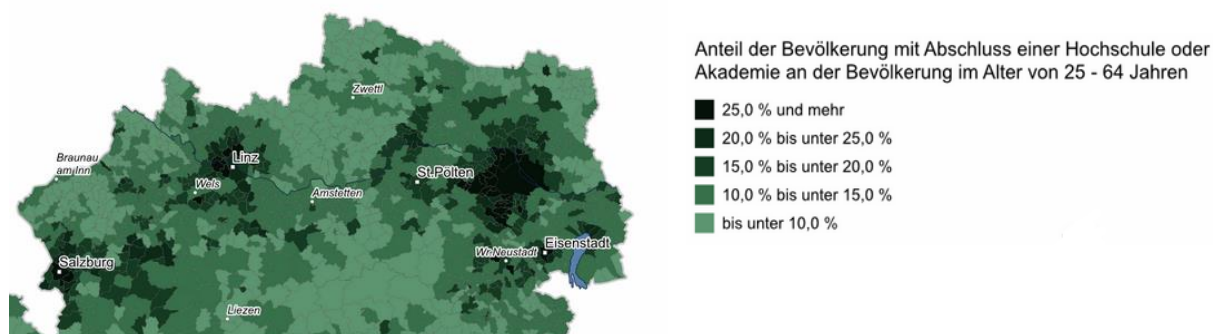 Zwettl
Braunau
am Inn
Linz
Wels
St.Pölten
Amstetten
Wr.Neustadt
Eisenstadt
Salzburg
Liezen
Anteil der Bevölkerung mit Abschluss einer Hochschule oder
Akademie an der Bevölkerung im Alter von 25 - 64 Jahren
25,0 % und mehr
20,0 % bis unter 25,0 %
15,0 % bis unter 20,0 %
10,0 % bis unter 15,0 %
bis unter 10,0 %